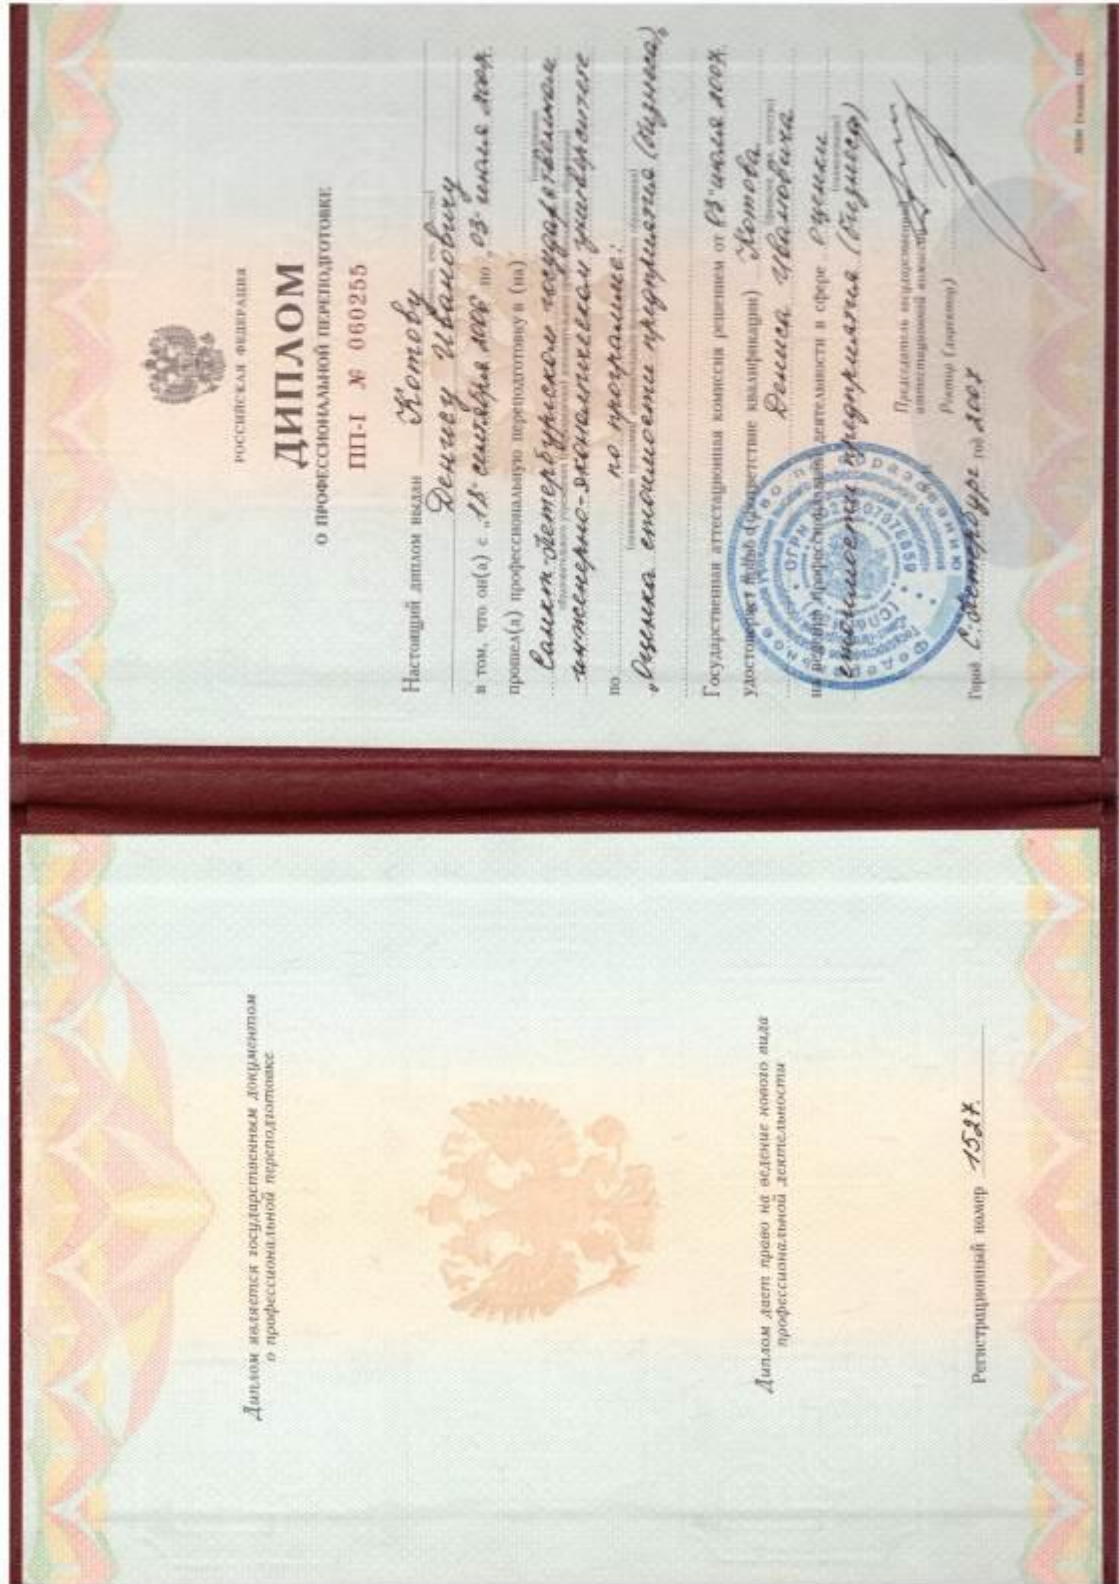 Диплом является государственным документом
о профессиональной переподготовке
Диплом дает право на ведение нового вида
профессиональной деятельности
Регистрационный номер 1527.
РОССИЙСКАЯ ФЕДЕРАЦИЯ
ДИПЛОМ
О ПРОФЕССИОНАЛЬНОЙ ПЕРЕПОДГОТОВКЕ
ПП-I № 060255
Настоящий диплом выдан Котову
Денису Ивановичу
в том, что он(а) с „18“ сентября 2006 по „03“ июля 2007.
прошел(а) профессиональную переподготовку в (на)
Санкт-Петербургском государственном
инженерно-экономическом университете
по по программе:
„Оценка стоимости предприятия (бизнеса)“
Государственная аттестационная комиссия решением от „03“ июля 2007.
удостоверяет право (соответствие квалификации) Котова
Дениса Ивановича
на ведение профессиональной деятельности в сфере оценки
стоимости предприятия (бизнеса)
Председатель государственной
аттестационной комиссии
Ректор (директор)
Город С.-Петербург год 2007